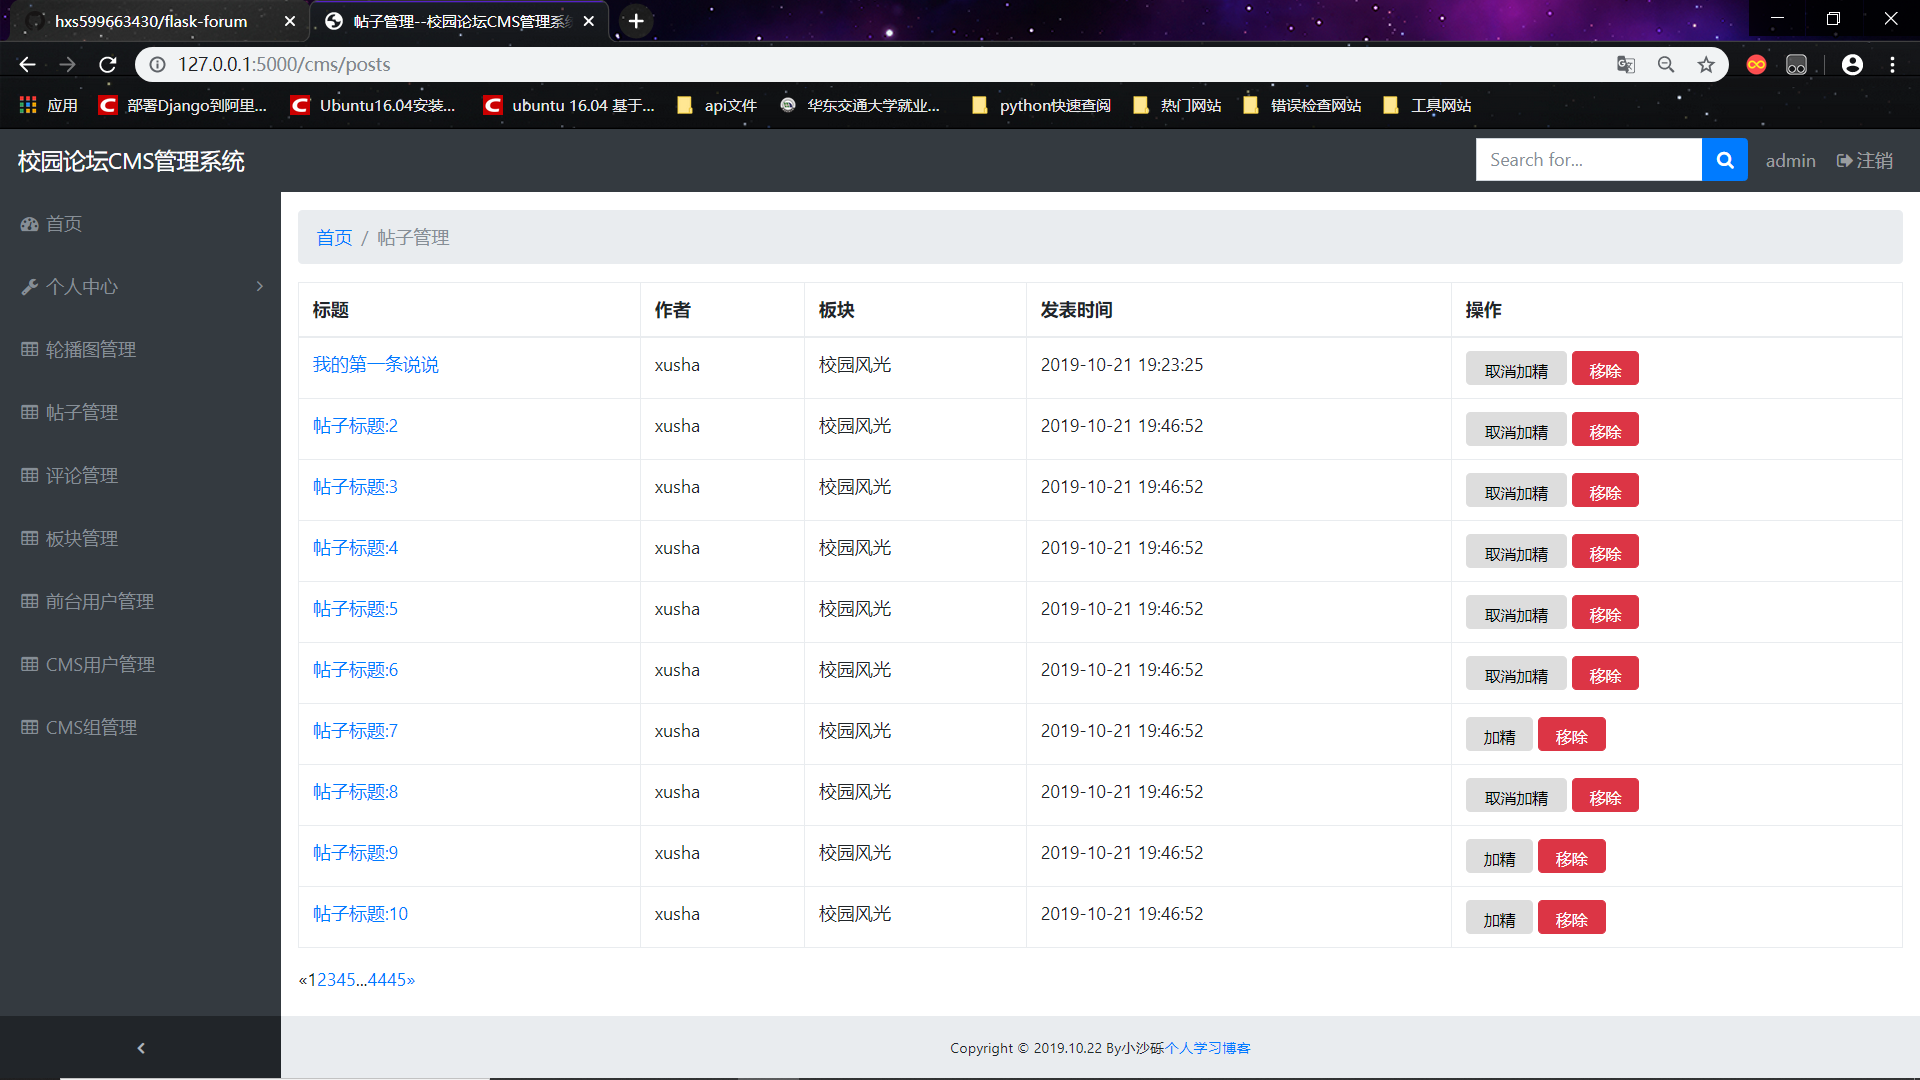 hxs599663430/flask-forum
帖子管理--校园论坛CMS管理系统
127.0.0.1:5000/cms/posts
应用 部署Django到阿里... Ubuntu16.04安装... ubuntu 16.04 基于... api文件 华东交通大学就业... python快速查阅 热门网站 错误检查网站 工具网站
校园论坛CMS管理系统
Search for...
admin 注销
首页
个人中心
轮播图管理
帖子管理
评论管理
板块管理
前台用户管理
CMS用户管理
CMS组管理
首页 / 帖子管理
标题 作者 板块 发表时间 操作
我的第一条说说 xusha 校园风光 2019-10-21 19:23:25 取消加精 移除
帖子标题:2 xusha 校园风光 2019-10-21 19:46:52 取消加精 移除
帖子标题:3 xusha 校园风光 2019-10-21 19:46:52 取消加精 移除
帖子标题:4 xusha 校园风光 2019-10-21 19:46:52 取消加精 移除
帖子标题:5 xusha 校园风光 2019-10-21 19:46:52 取消加精 移除
帖子标题:6 xusha 校园风光 2019-10-21 19:46:52 取消加精 移除
帖子标题:7 xusha 校园风光 2019-10-21 19:46:52 加精 移除
帖子标题:8 xusha 校园风光 2019-10-21 19:46:52 取消加精 移除
帖子标题:9 xusha 校园风光 2019-10-21 19:46:52 加精 移除
帖子标题:10 xusha 校园风光 2019-10-21 19:46:52 加精 移除
«12345...4445»
Copyright © 2019.10.22 By小沙砾个人学习博客